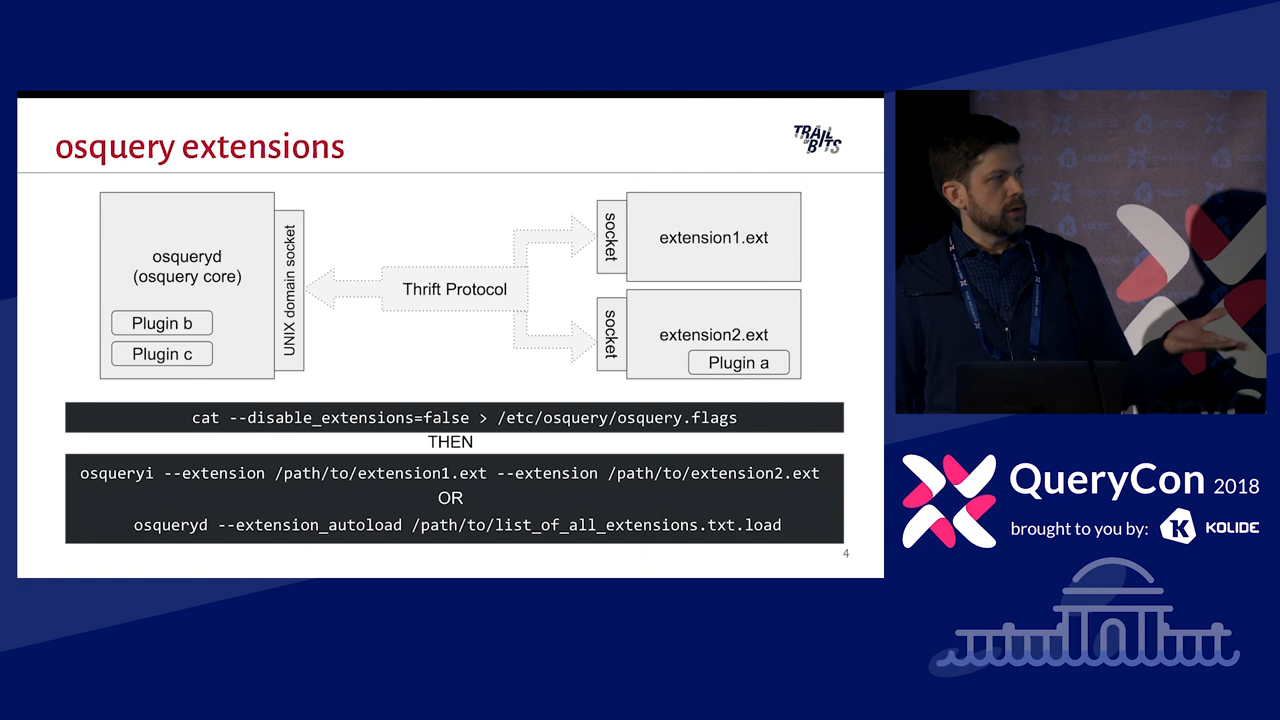 osquery extensions
TRAIL
OF
BITS
osqueryd
(osquery core)
Plugin b
Plugin c
UNIX domain socket
Thrift Protocol
socket
extension1.ext
socket
extension2.ext
Plugin a
cat --disable_extensions=false > /etc/osquery/osquery.flags
THEN
osqueryi --extension /path/to/extension1.ext --extension /path/to/extension2.ext
OR
osqueryd --extension_autoload /path/to/list_of_all_extensions.txt.load
4
KOLIDE
QueryCon 2018
brought to you by: K KOLIDE